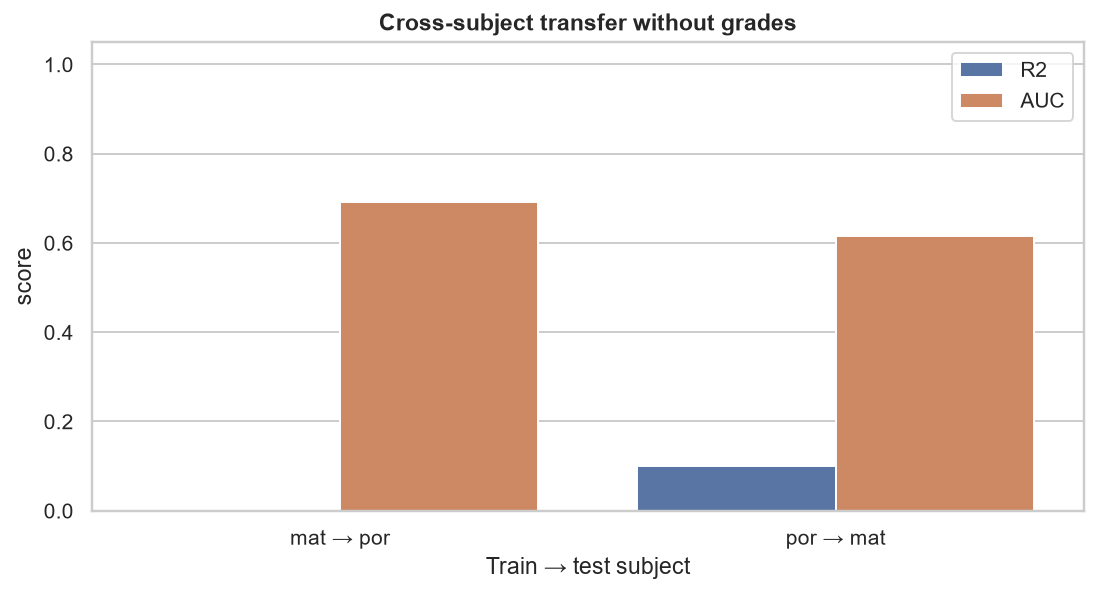 Cross-subject transfer without grades
1.0
0.8
0.6
0.4
0.2
0.0
score
R2
AUC
mat → por
por → mat
Train → test subject